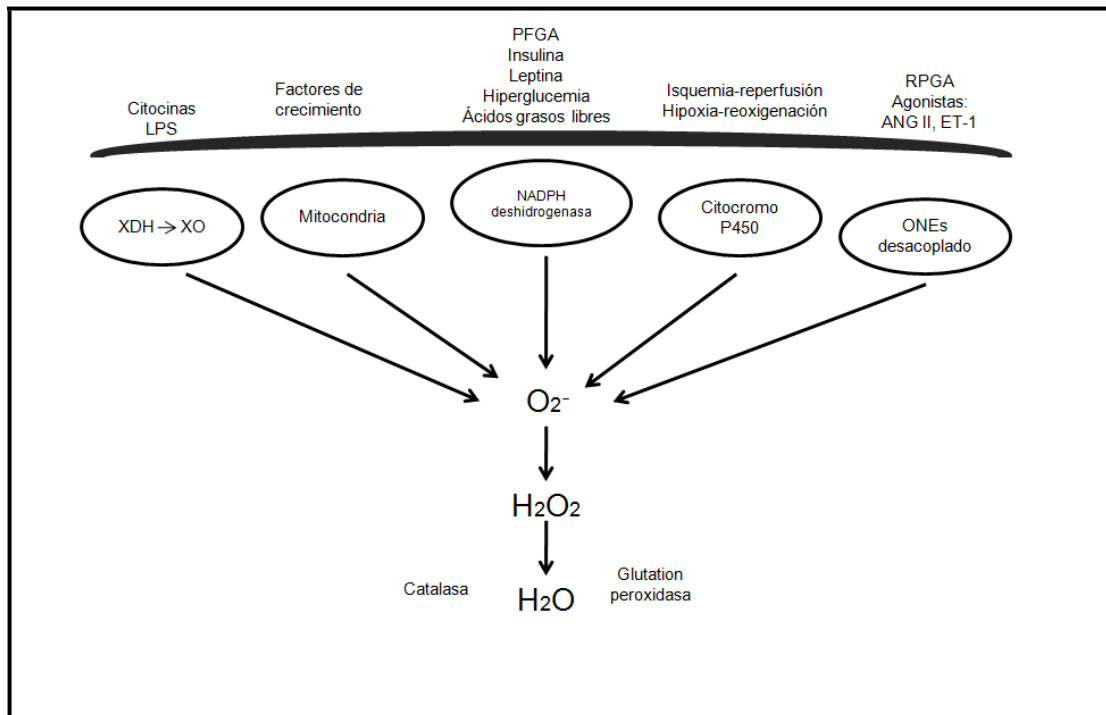 Citocinas
LPS
Factores de
crecimiento
PFGA
Insulina
Leptina
Hiperglucemia
Ácidos grasos libres
Isquemia-reperfusión
Hipoxia-reoxigenación
RPGA
Agonistas:
ANG II, ET-1
XDH → XO
Mitocondria
NADPH
deshidrogenasa
Citocromo
P450
ONEs
desacoplado
O₂⁻
H₂O₂
Catalasa
H₂O
Glutation
peroxidasa